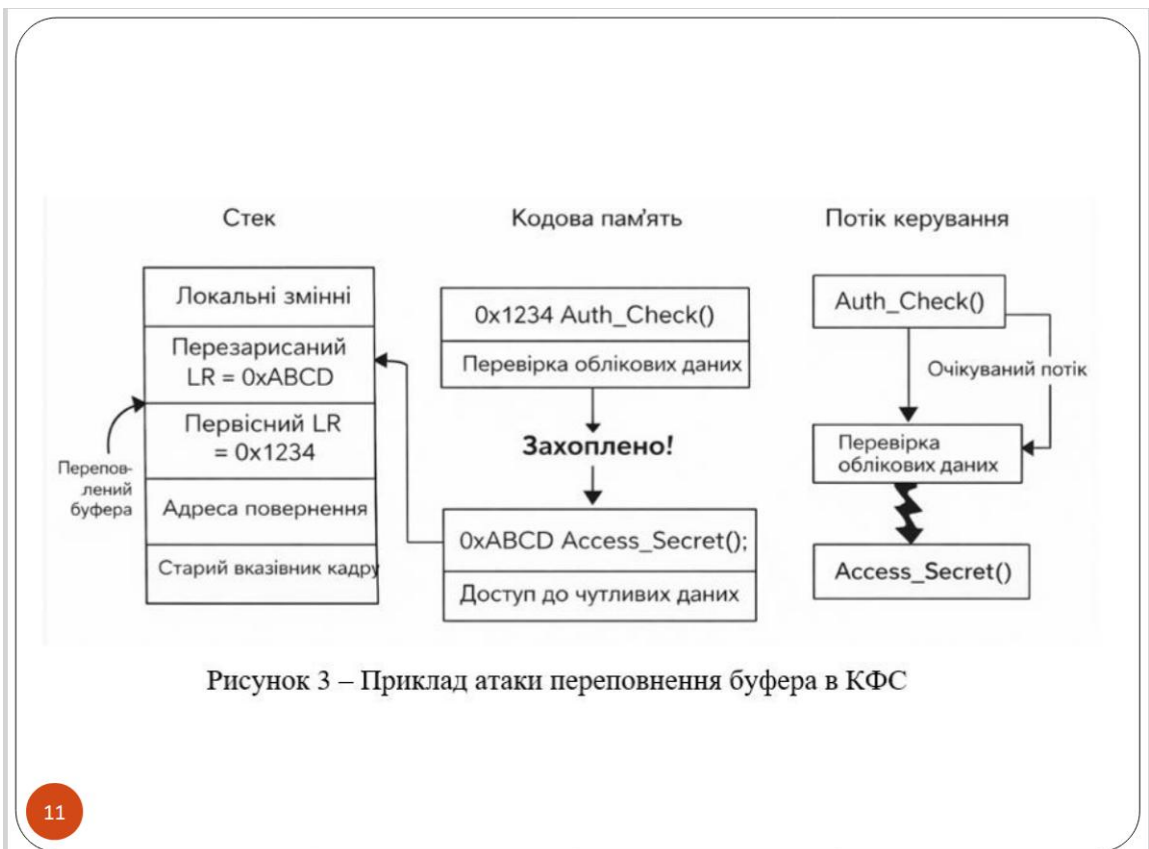 Стек
Локальні змінні
Перезарисаний
LR = 0xABCD
Первісний LR
= 0x1234
Адреса повернення
Старий вказівник кадру
Перепов-
лений
буфера
Кодова пам'ять
0x1234 Auth_Check()
Перевірка облікових даних
Захоплено!
0xABCD Access_Secret();
Доступ до чутливих даних
Потік керування
Auth_Check()
Очікуваний потік
Перевірка
облікових даних
Access_Secret()
Рисунок 3 – Приклад атаки переповнення буфера в КФС
11